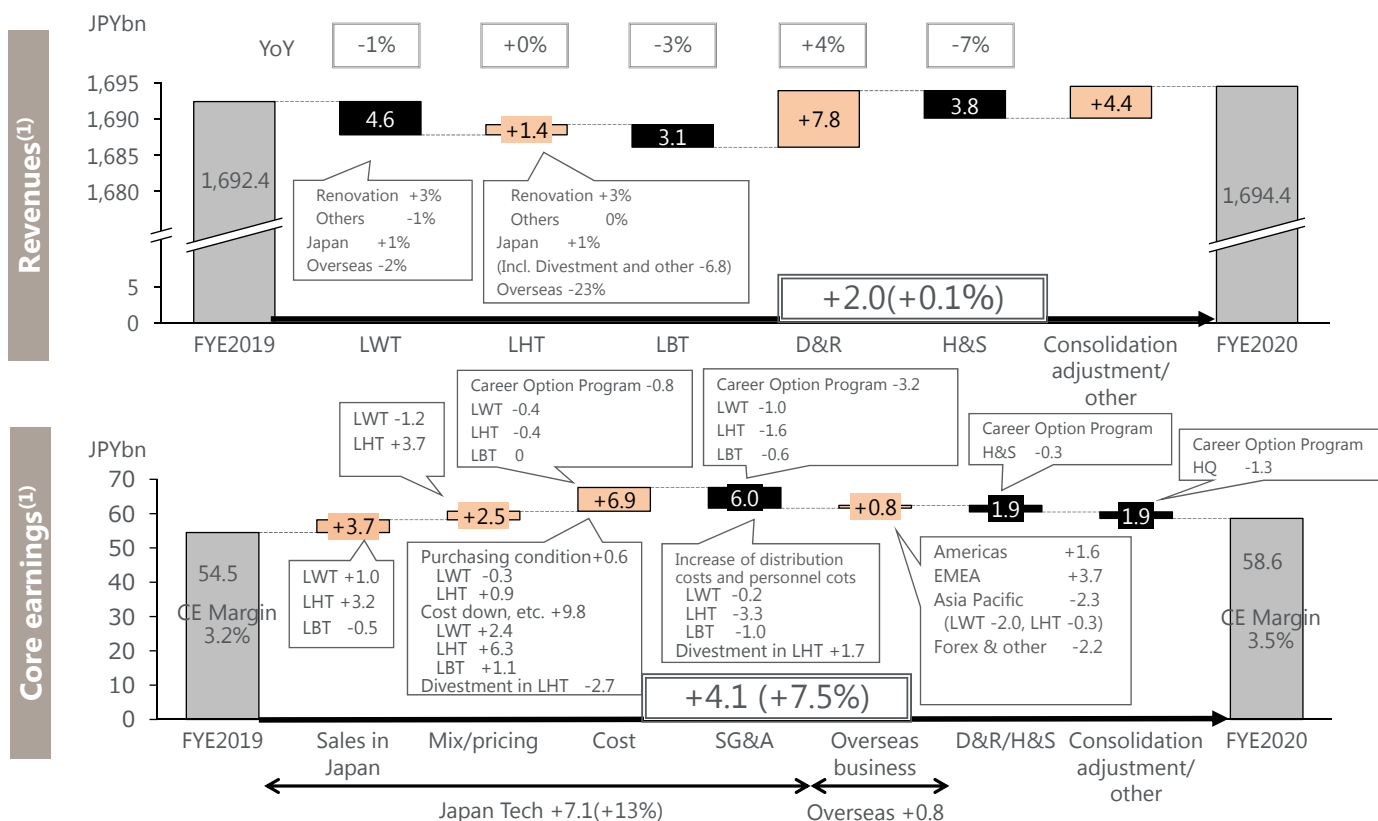 Revenues(1)
JPYbn
YoY
-1%
+0%
-3%
+4%
-7%
1,695
1,690
1,685
1,680
5
0
1,692.4
4.6
+1.4
3.1
+7.8
3.8
+4.4
1,694.4
Renovation +3%
Others -1%
Japan +1%
Overseas -2%
Renovation +3%
Others 0%
Japan +1%
(Incl. Divestment and other -6.8)
Overseas -23%
+2.0(+0.1%)
FYE2019
LWT
LHT
LBT
D&R
H&S
Consolidation
adjustment/
other
FYE2020
Core earnings(1)
JPYbn
70
60
50
40
30
20
10
0
54.5
CE Margin
3.2%
+3.7
+2.5
+6.9
6.0
+0.8
1.9
1.9
58.6
CE Margin
3.5%
LWT +1.0
LHT +3.2
LBT -0.5
LWT -1.2
LHT +3.7
Career Option Program -0.8
LWT -0.4
LHT -0.4
LBT 0
Purchasing condition+0.6
LWT -0.3
LHT +0.9
Cost down, etc. +9.8
LWT +2.4
LHT +6.3
LBT +1.1
Divestment in LHT -2.7
Career Option Program -3.2
LWT -1.0
LHT -1.6
LBT -0.6
Increase of distribution
costs and personnel cots
LWT -0.2
LHT -3.3
LBT -1.0
Divestment in LHT +1.7
Americas +1.6
EMEA +3.7
Asia Pacific -2.3
(LWT -2.0, LHT -0.3)
Forex & other -2.2
Career Option Program
H&S -0.3
Career Option Program
HQ -1.3
+4.1 (+7.5%)
FYE2019
Sales in
Japan
Mix/pricing
Cost
SG&A
Overseas
business
D&R/H&S
Consolidation
adjustment/
other
FYE2020
Japan Tech +7.1(+13%)
Overseas +0.8